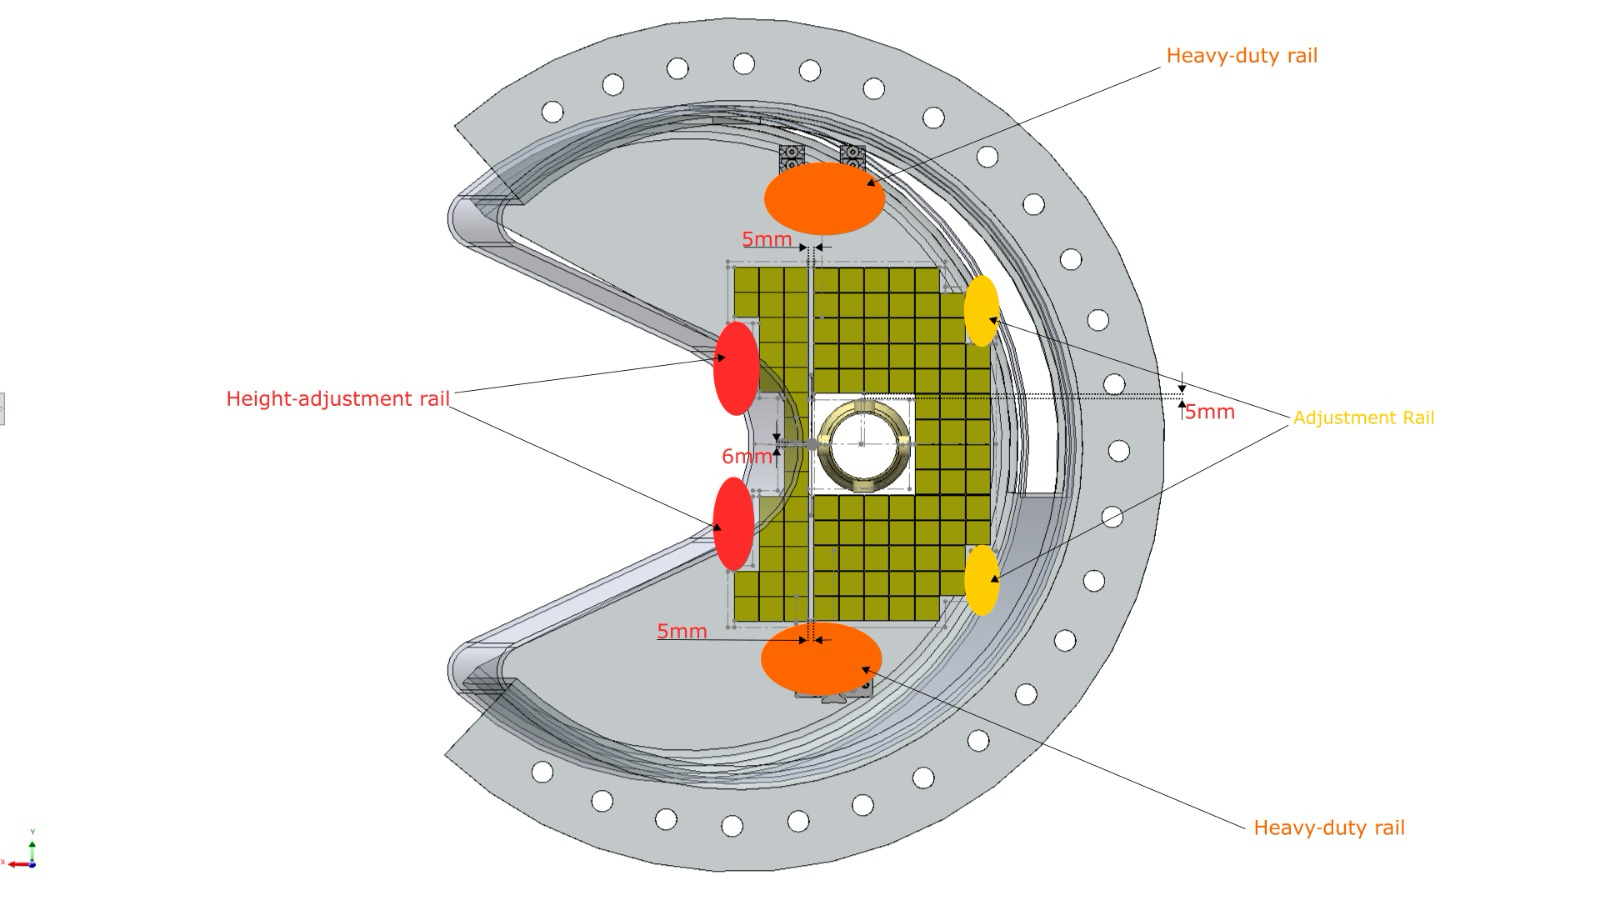 Heavy-duty rail
5mm
Height-adjustment rail
5mm
Adjustment Rail
6mm
5mm
Heavy-duty rail
Y
X